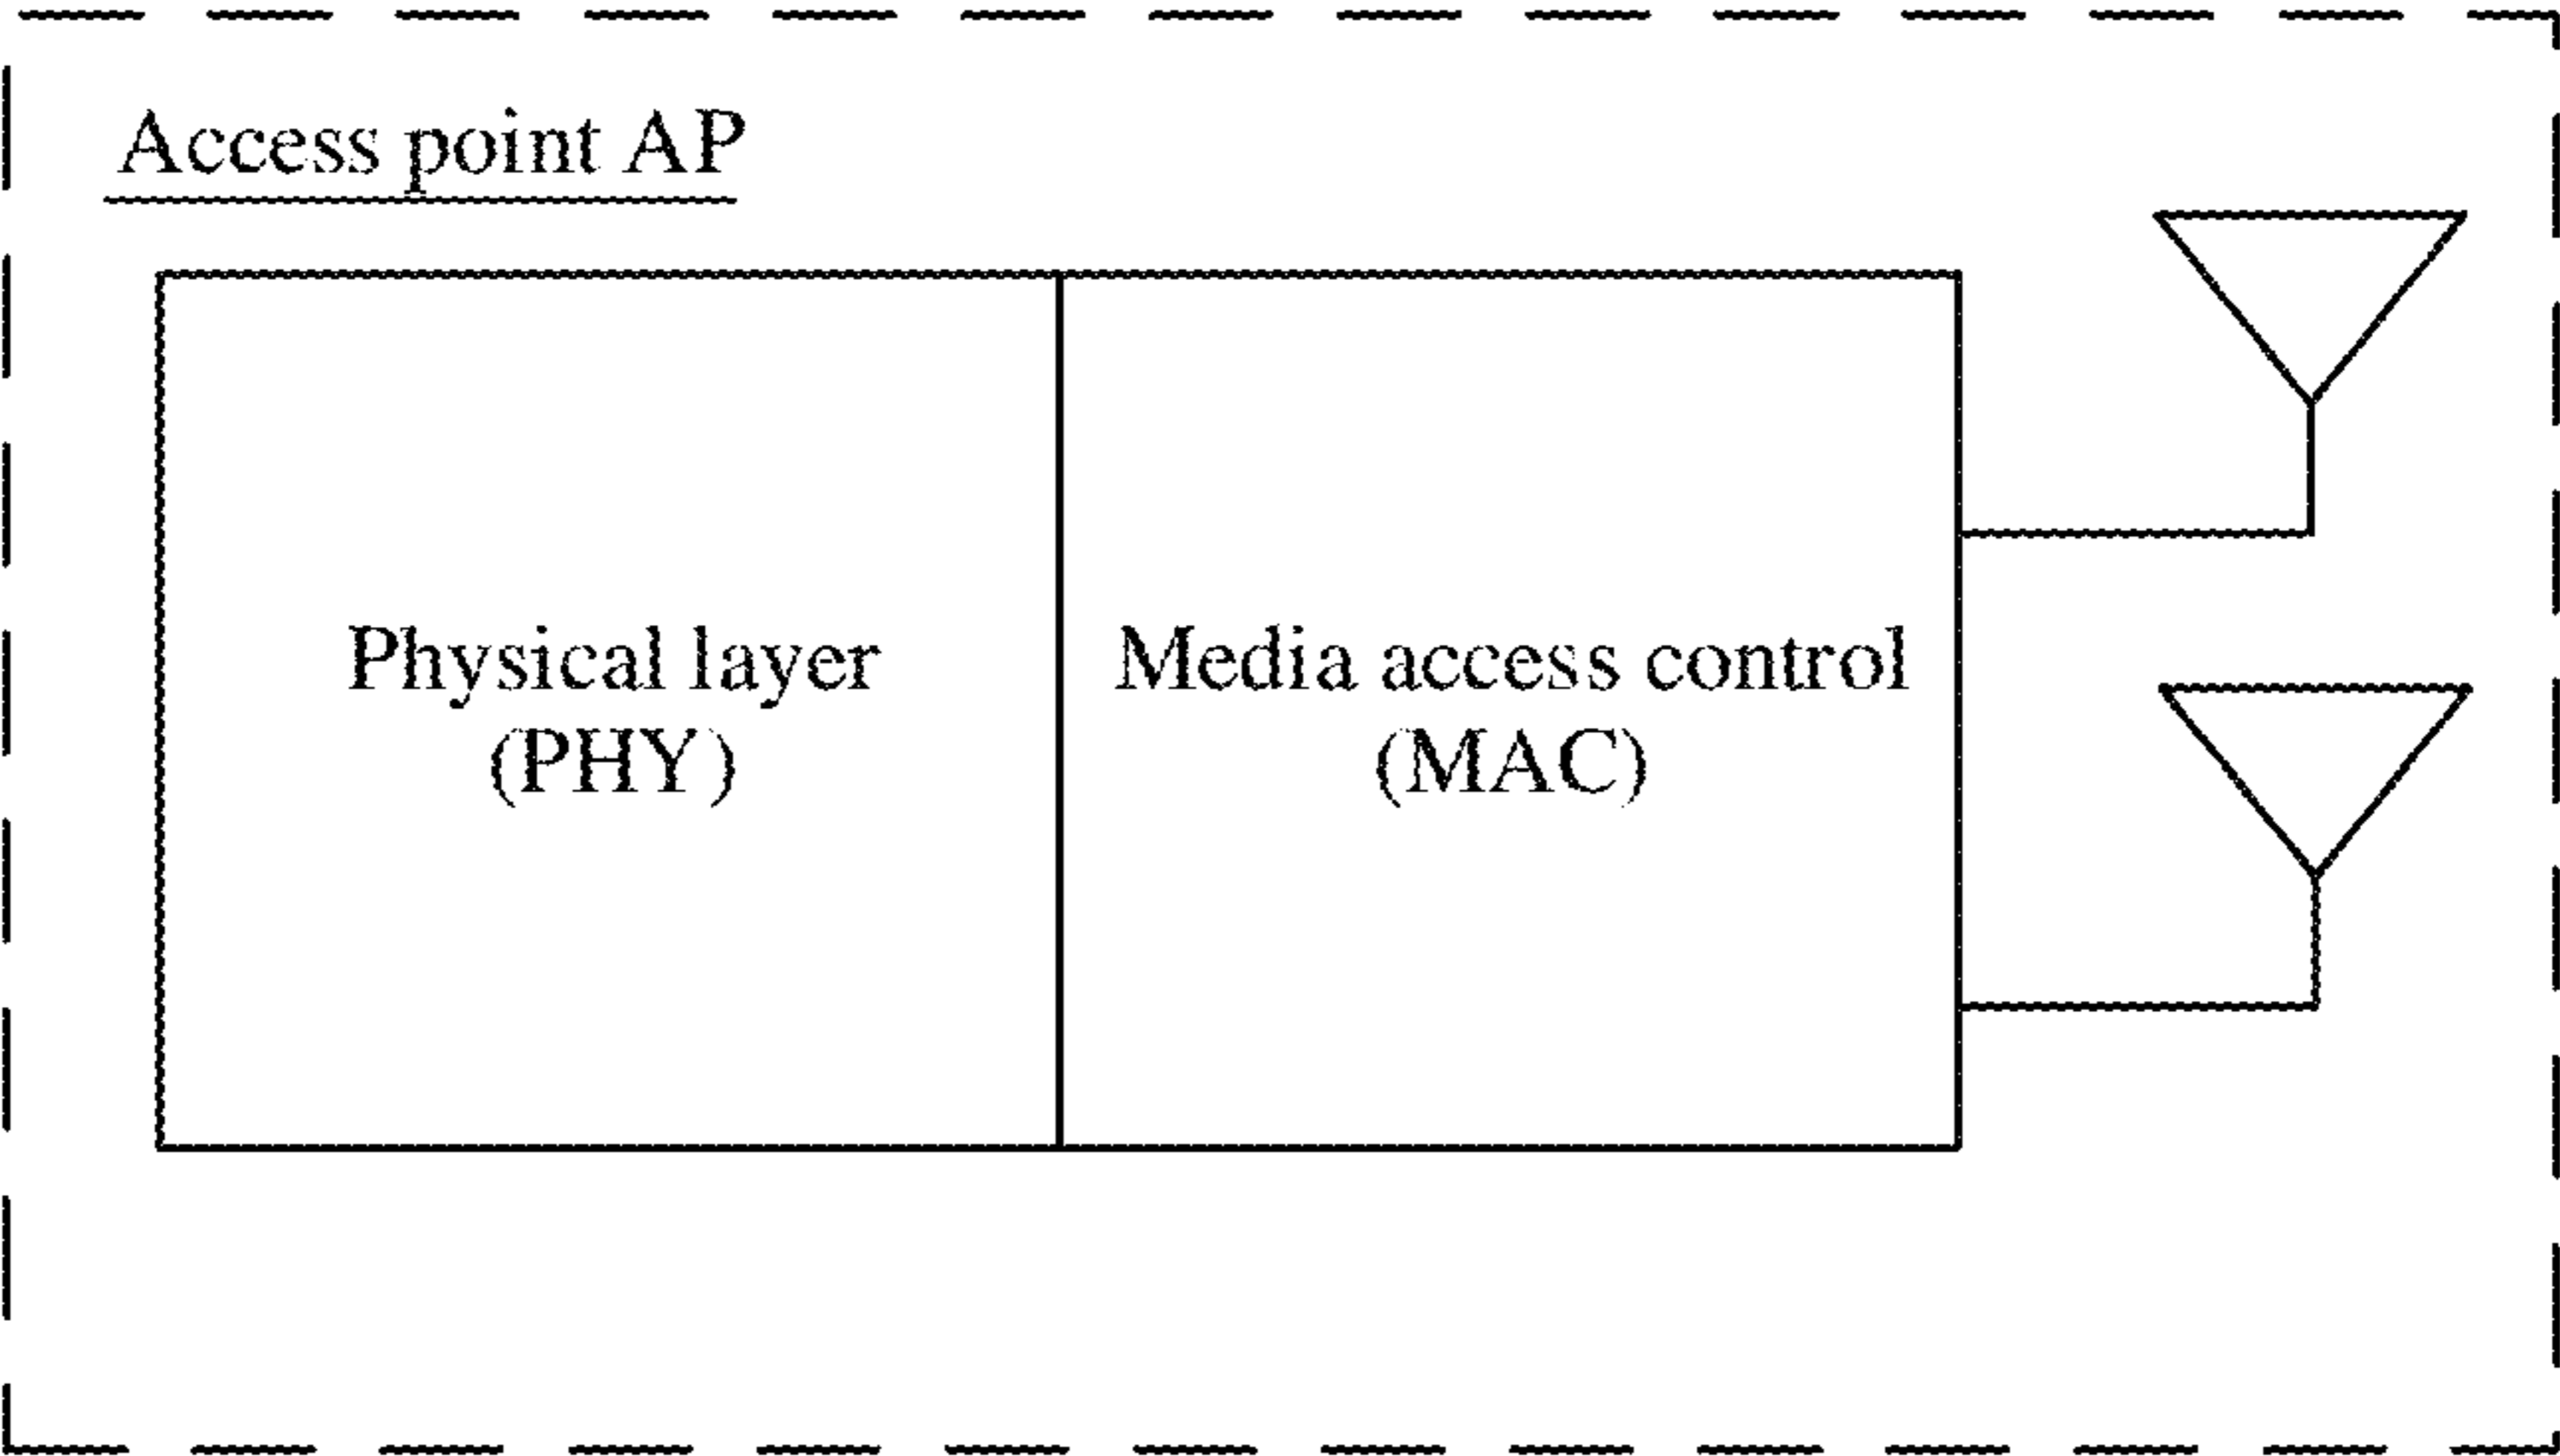 Access point AP
Physical layer
(PHY)
Media access control
(MAC)